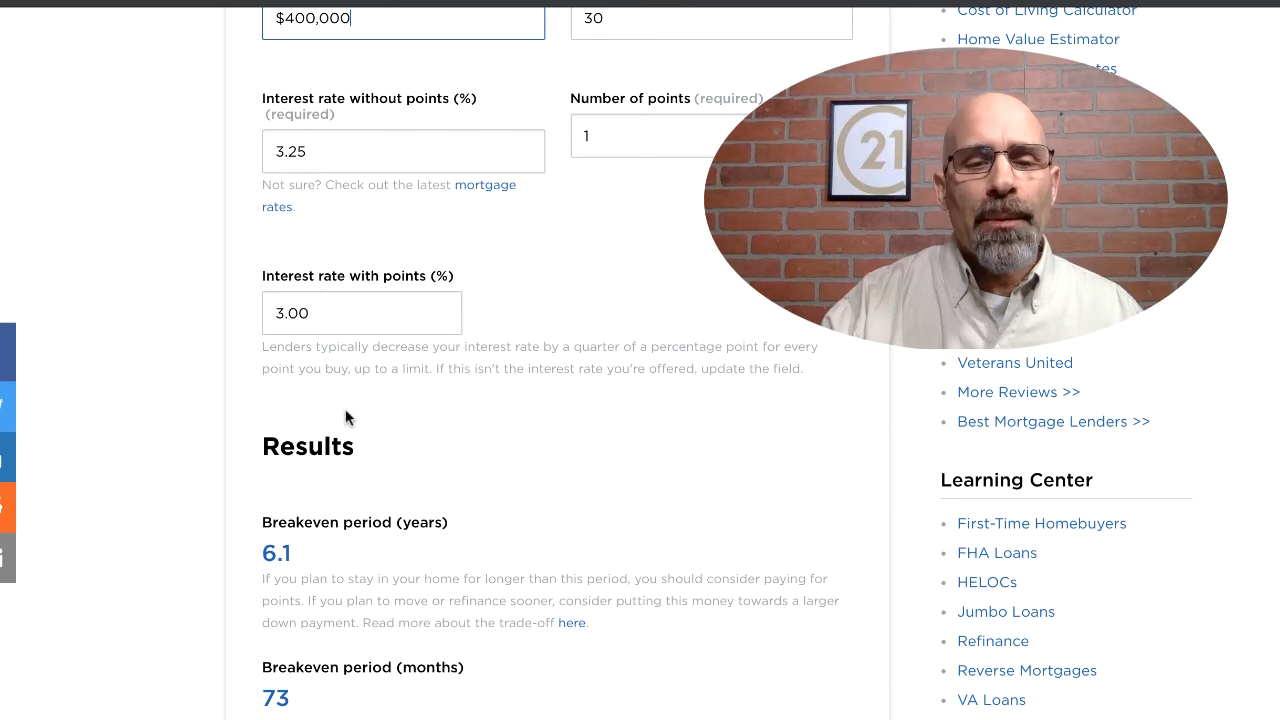 $400,000
30
Interest rate without points (%)
(required)
3.25
Not sure? Check out the latest mortgage
rates.
Number of points (required)
1
Interest rate with points (%)
3.00
Lenders typically decrease your interest rate by a quarter of a percentage point for every
point you buy, up to a limit. If this isn't the interest rate you're offered, update the field.
Results
Breakeven period (years)
6.1
If you plan to stay in your home for longer than this period, you should consider paying for
points. If you plan to move or refinance sooner, consider putting this money towards a larger
down payment. Read more about the trade-off here.
Breakeven period (months)
73
Cost of Living Calculator
Home Value Estimator
C21
Veterans United
More Reviews >>
Best Mortgage Lenders >>
Learning Center
First-Time Homebuyers
FHA Loans
HELOCs
Jumbo Loans
Refinance
Reverse Mortgages
VA Loans